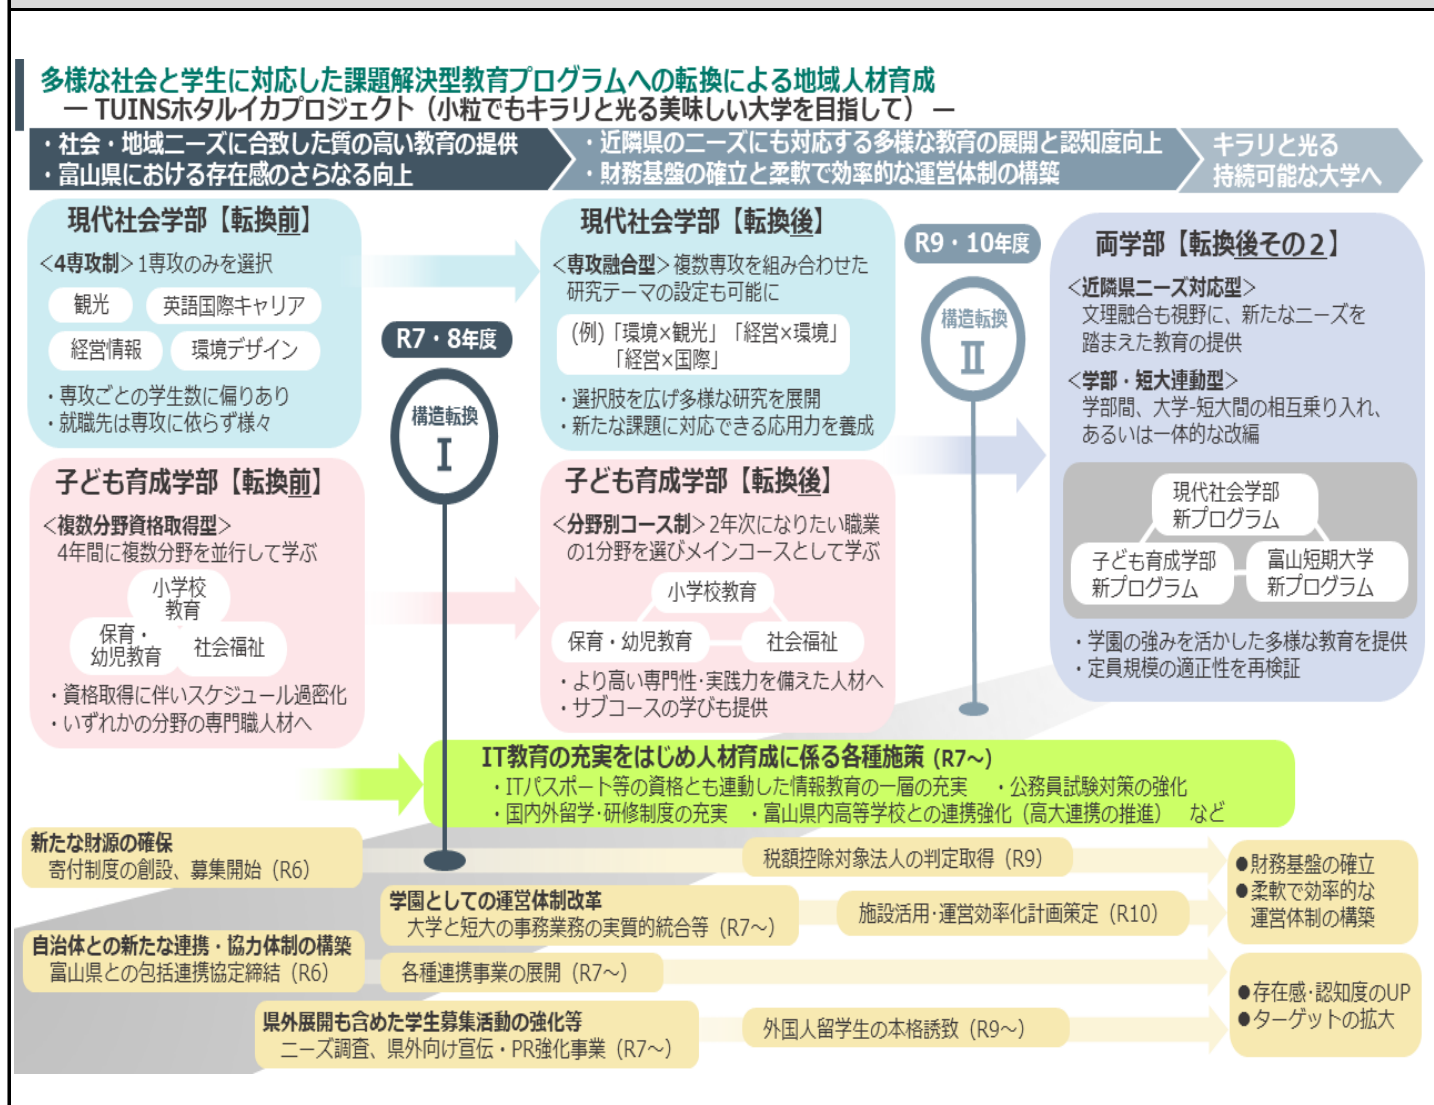 多様な社会と学生に対応した課題解決型教育プログラムへの転換による地域人材育成
― TUINSホタルイカプロジェクト（小粒でもキラリと光る美味しい大学を目指して） ―
・社会・地域ニーズに合致した質の高い教育の提供
・富山県における存在感のさらなる向上
・近隣県のニーズにも対応する多様な教育の展開と認知度向上
・財務基盤の確立と柔軟で効率的な運営体制の構築
キラリと光る
持続可能な大学へ
現代社会学部【転換前】
＜4専攻制＞1専攻のみを選択
観光
英語国際キャリア
経営情報
環境デザイン
・専攻ごとの学生数に偏りあり
・就職先は専攻に依らず様々
R7・8年度
構造転換
Ⅰ
現代社会学部【転換後】
＜専攻融合型＞複数専攻を組み合わせた
研究テーマの設定も可能に
(例)「環境×観光」「経営×環境」
「経営×国際」
・選択肢を広げ多様な研究を展開
・新たな課題に対応できる応用力を養成
R9・10年度
構造転換
Ⅱ
両学部【転換後その２】
＜近隣県ニーズ対応型＞
文理融合も視野に、新たなニーズを
踏まえた教育の提供
＜学部・短大連動型＞
学部間、大学-短大間の相互乗り入れ、
あるいは一体的な改編
現代社会学部
新プログラム
子ども育成学部
新プログラム
富山短期大学
新プログラム
・学園の強みを活かした多様な教育を提供
・定員規模の適正性を再検証
子ども育成学部【転換前】
＜複数分野資格取得型＞
4年間に複数分野を並行して学ぶ
小学校
教育
保育・
幼児教育
社会福祉
・資格取得に伴いスケジュール過密化
・いずれかの分野の専門職人材へ
子ども育成学部【転換後】
＜分野別コース制＞2年次になりたい職業
の1分野を選びメインコースとして学ぶ
小学校教育
保育・幼児教育
社会福祉
・より高い専門性･実践力を備えた人材へ
・サブコースの学びも提供
IT教育の充実をはじめ人材育成に係る各種施策 (R7～)
・ITパスポート等の資格とも連動した情報教育の一層の充実　・公務員試験対策の強化
・国内外留学･研修制度の充実　・富山県内高等学校との連携強化（高大連携の推進）　など
新たな財源の確保
寄付制度の創設、募集開始（R6）
税額控除対象法人の判定取得（R9）
学園としての運営体制改革
大学と短大の事務業務の実質的統合等（R7～）
施設活用･運営効率化計画策定（R10）
●財務基盤の確立
●柔軟で効率的な
運営体制の構築
自治体との新たな連携・協力体制の構築
富山県との包括連携協定締結（R6）
各種連携事業の展開（R7～）
県外展開も含めた学生募集活動の強化等
ニーズ調査、県外向け宣伝・PR強化事業（R7～）
外国人留学生の本格誘致（R9～）
●存在感･認知度のUP
●ターゲットの拡大